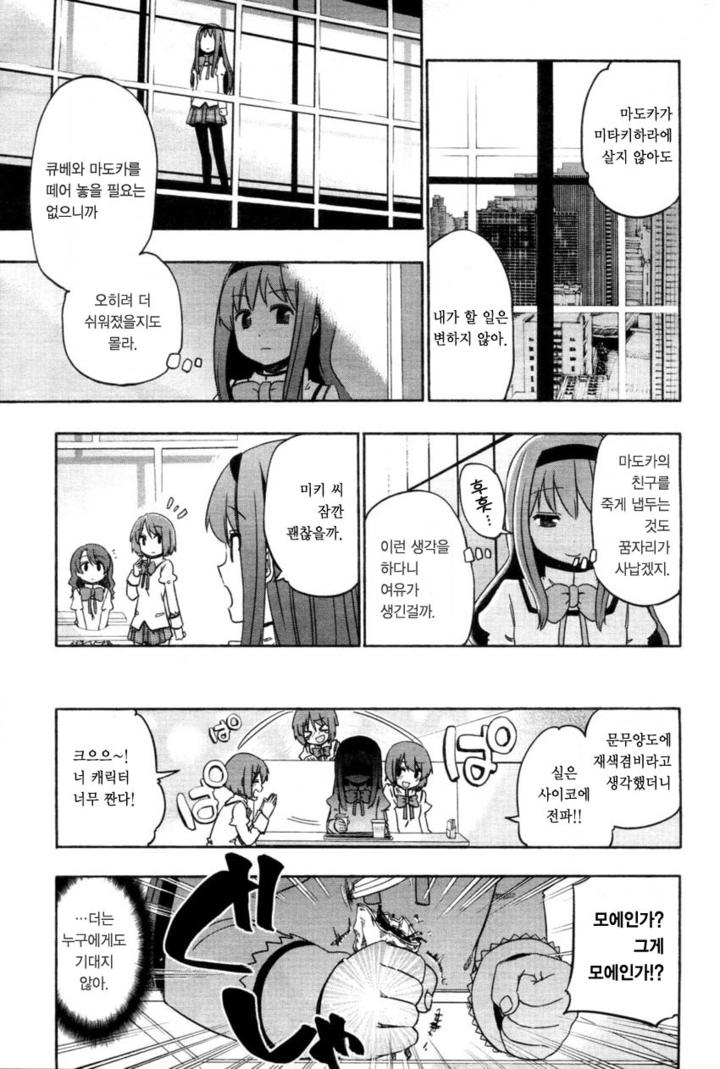 마도카가
미타키하라에
살지 않아도
내가 할 일은
변하지 않아.
큐베와 마도카를
떼어 놓을 필요는
없으니까
오히려 더
쉬워졌을지도
몰라.
마도카의
친구를
죽게 냅두는
것도
꿈자리가
사납겠지.
후훗…
이런 생각을
하다니
여유가
생긴걸까.
미키 씨
잠깐
괜찮을까.
문무양도에
재색겸비라고
생각했더니
실은
사이코에
전파!!
ぱ
ぱ
ぱ
크으으~!
너 캐릭터
너무 짠다!
모에인가?
그게
모에인가!?
ぐ
じゃ
…더는
누구에게도
기대지
않아.